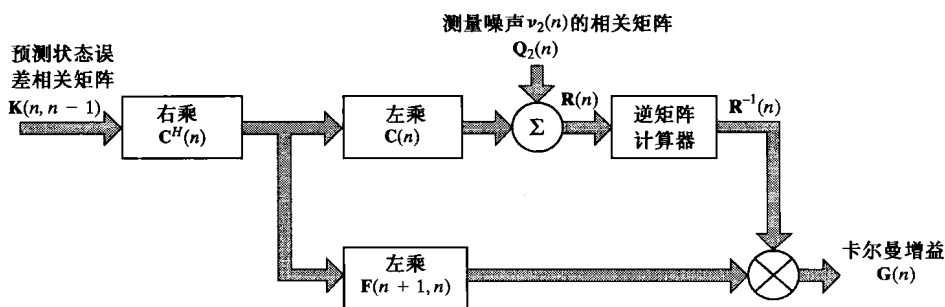 测量噪声ν₂(n)的相关矩阵
Q₂(n)
预测状态误
差相关矩阵
K(n, n − 1)
右乘
Cᴴ(n)
左乘
C(n)
Σ
R(n)
逆矩阵
计算器
R⁻¹(n)
左乘
F(n + 1, n)
卡尔曼增益
G(n)